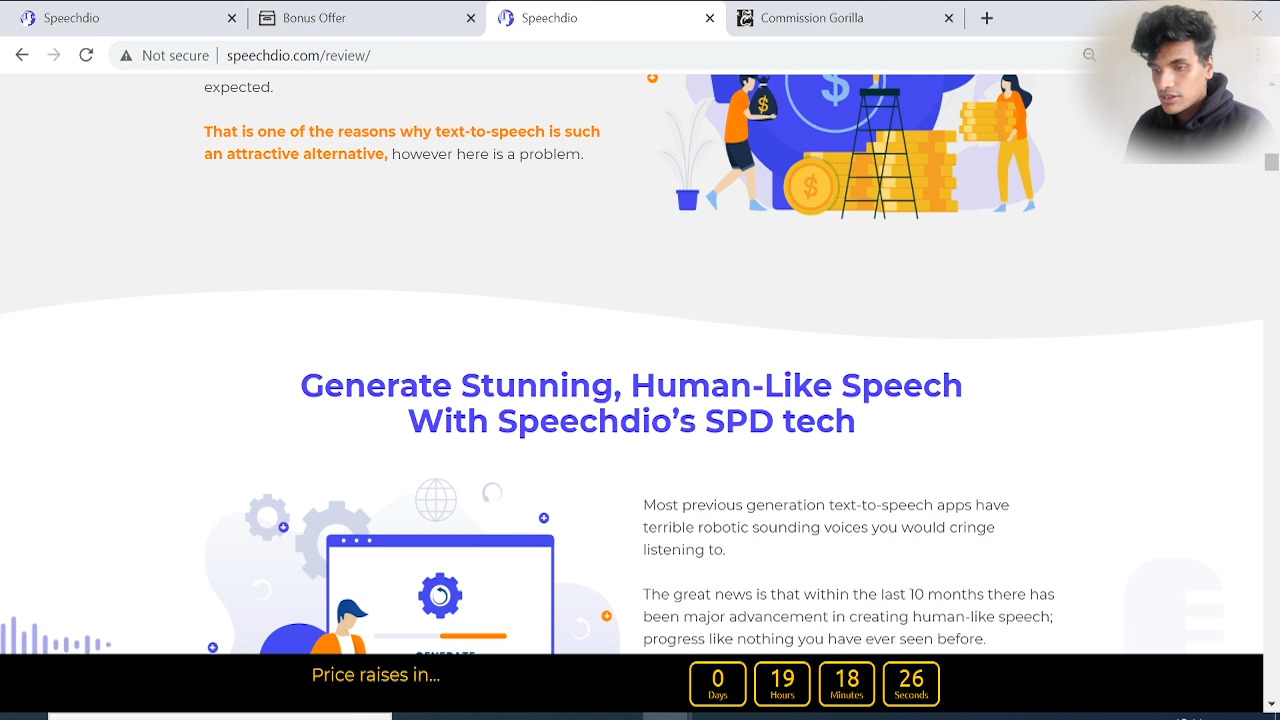 Speechdio
Bonus Offer
Speechdio
Commission Gorilla
Not secure
speechdio.com/review/
expected.
That is one of the reasons why text-to-speech is such
an attractive alternative, however here is a problem.
$
$
$
Generate Stunning, Human-Like Speech
With Speechdio’s SPD tech
Most previous generation text-to-speech apps have
terrible robotic sounding voices you would cringe
listening to.
The great news is that within the last 10 months there has
been major advancement in creating human-like speech;
progress like nothing you have ever seen before.
GENERATE
Price raises in...
0 19 18 26
Days Hours Minutes Seconds